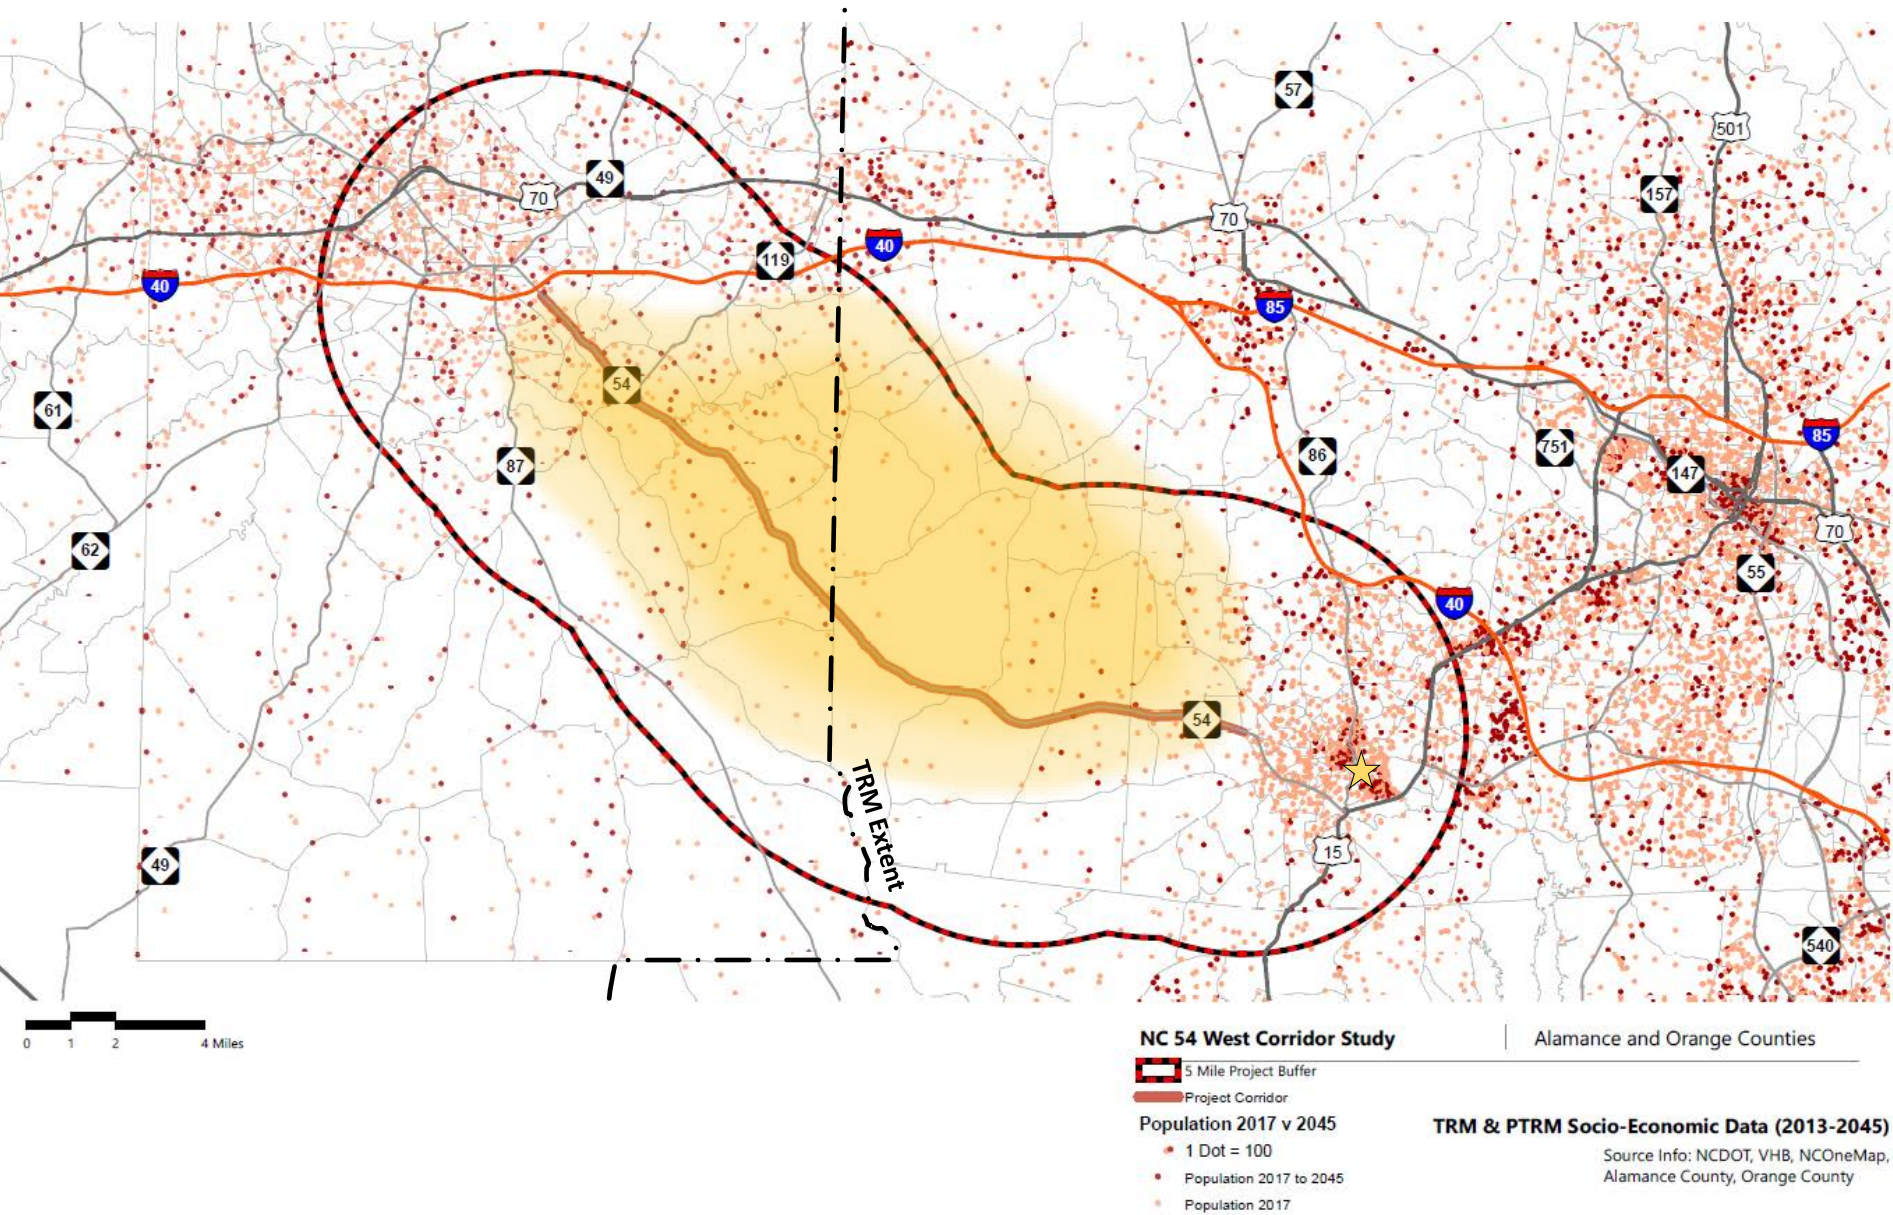 57
501
157
49
70
70
119
40
40
85
54
61
85
87
86
751
147
62
70
55
40
54
TRM Extent
15
49
540
0 1 2 4 Miles
NC 54 West Corridor Study | Alamance and Orange Counties
5 Mile Project Buffer
Project Corridor
Population 2017 v 2045
1 Dot = 100
Population 2017 to 2045
Population 2017
TRM & PTRM Socio-Economic Data (2013-2045)
Source Info: NCDOT, VHB, NCOneMap,
Alamance County, Orange County